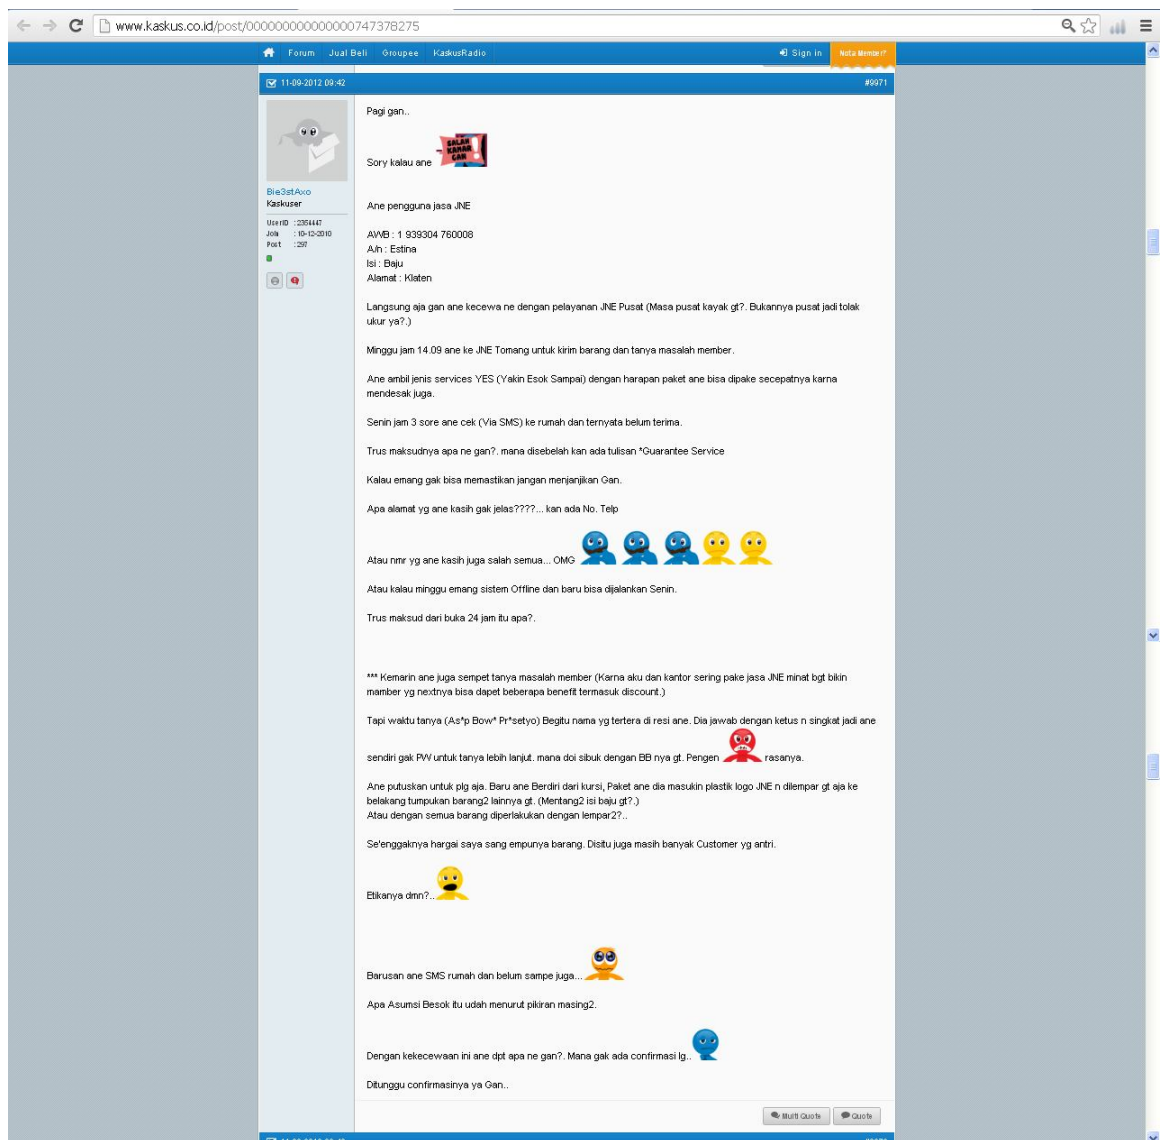 www.kaskus.co.id/post/000000000000000747378275
Forum Jual Beli Groupee KaskusRadio Sign in Not a Member?
11-09-2012 09:42 #9971
Bie3stAxo
Kaskuser
UserID : 2354447
Join : 10-12-2010
Post : 297
Pagi gan..
Sory kalau ane SALAH KAMAR GAN !
Ane pengguna jasa JNE
AWB : 1 939304 760008
A/n : Estina
Isi : Baju
Alamat : Klaten
Langsung aja gan ane kecewa ne dengan pelayanan JNE Pusat (Masa pusat kayak gt?. Bukannya pusat jadi tolak
ukur ya?.)
Minggu jam 14.09 ane ke JNE Tomang untuk kirim barang dan tanya masalah member.
Ane ambil jenis services YES (Yakin Esok Sampai) dengan harapan paket ane bisa dipake secepatnya karna
mendesak juga.
Senin jam 3 sore ane cek (Via SMS) ke rumah dan ternyata belum terima.
Trus maksudnya apa ne gan?. mana disebelah kan ada tulisan *Guarantee Service
Kalau emang gak bisa memastikan jangan menjanjikan Gan.
Apa alamat yg ane kasih gak jelas????... kan ada No. Telp
Atau nmr yg ane kasih juga salah semua... OMG
Atau kalau minggu emang sistem Offline dan baru bisa dijalankan Senin.
Trus maksud dari buka 24 jam itu apa?.
*** Kemarin ane juga sempet tanya masalah member (Karna aku dan kantor sering pake jasa JNE minat bgt bikin
mamber yg nextnya bisa dapet beberapa benefit termasuk discount.)
Tapi waktu tanya (As*p Bow* Pr*setyo) Begitu nama yg tertera di resi ane. Dia jawab dengan ketus n singkat jadi ane
sendiri gak PW untuk tanya lebih lanjut. mana doi sibuk dengan BB nya gt. Pengen rasanya.
Ane putuskan untuk plg aja. Baru ane Berdiri dari kursi, Paket ane dia masukin plastik logo JNE n dilempar gt aja ke
belakang tumpukan barang2 lainnya gt. (Mentang2 isi baju gt?.)
Atau dengan semua barang diperlakukan dengan lempar2?..
Se'enggaknya hargai saya sang empunya barang. Disitu juga masih banyak Customer yg antri.
Etikanya dmn?..
Barusan ane SMS rumah dan belum sampe juga...
Apa Asumsi Besok itu udah menurut pikiran masing2.
Dengan kekecewaan ini ane dpt apa ne gan?. Mana gak ada confirmasi lg..
Ditunggu confirmasinya ya Gan..
Multi Quote Quote